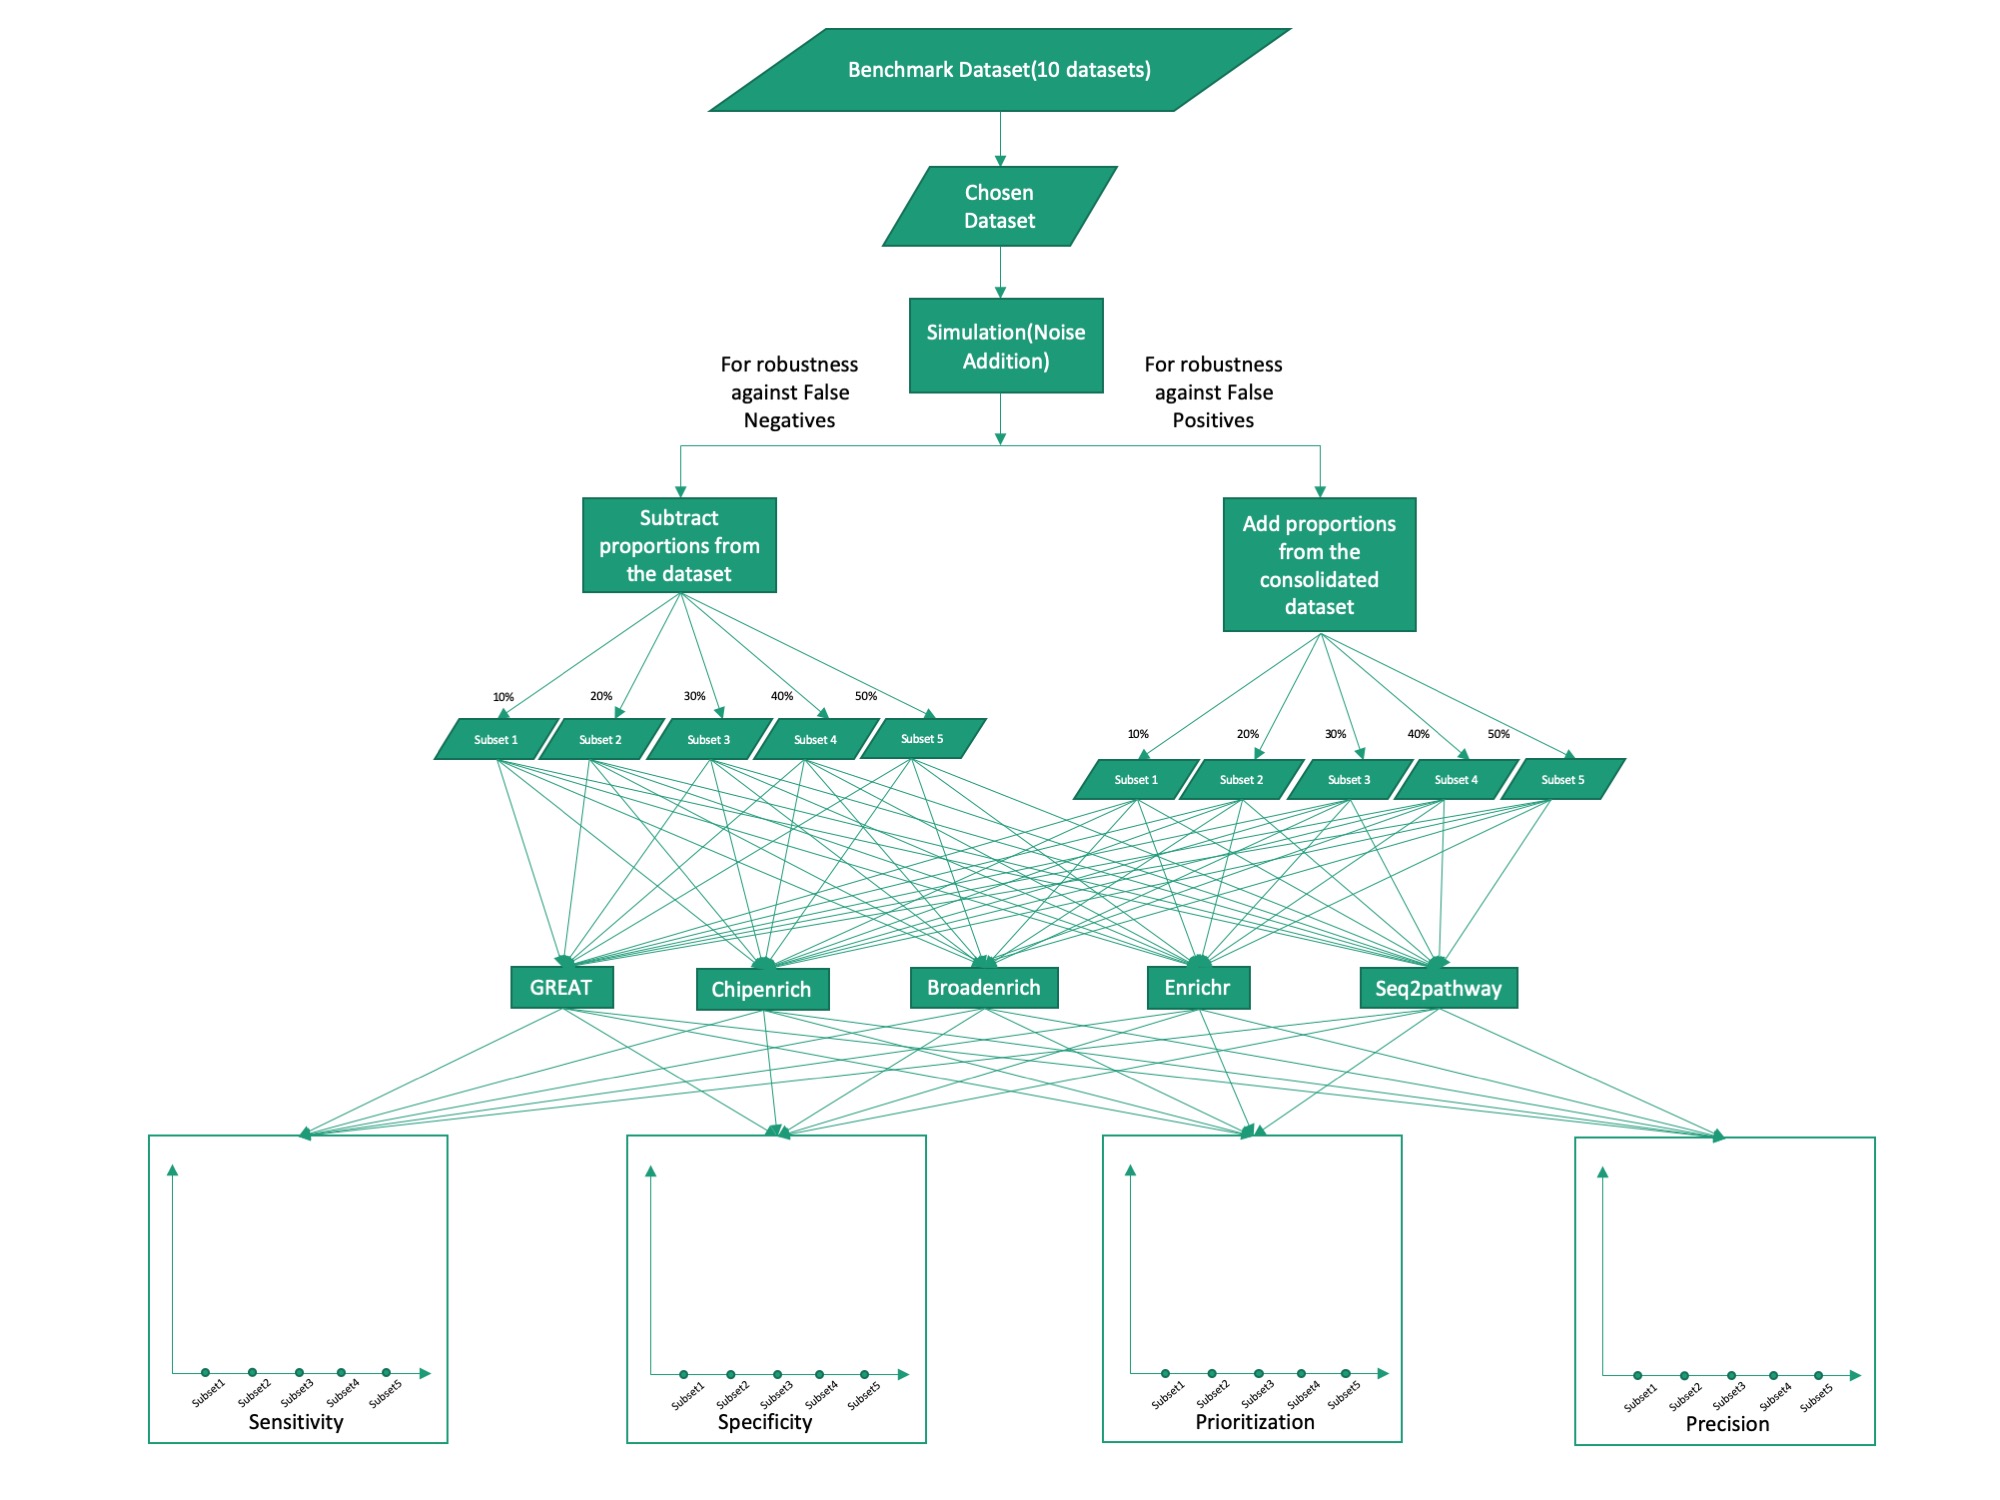 Benchmark Dataset(10 datasets)
Chosen
Dataset
Simulation(Noise
Addition)
For robustness
against False
Negatives
For robustness
against False
Positives
Subtract
proportions from
the dataset
Add proportions
from the
consolidated
dataset
10% 20% 30% 40% 50%
Subset 1 Subset 2 Subset 3 Subset 4 Subset 5
10% 20% 30% 40% 50%
Subset 1 Subset 2 Subset 3 Subset 4 Subset 5
GREAT Chipenrich Broadenrich Enrichr Seq2pathway
Subset1 Subset2 Subset3 Subset4 Subset5
Sensitivity
Subset1 Subset2 Subset3 Subset4 Subset5
Specificity
Subset1 Subset2 Subset3 Subset4 Subset5
Prioritization
Subset1 Subset2 Subset3 Subset4 Subset5
Precision